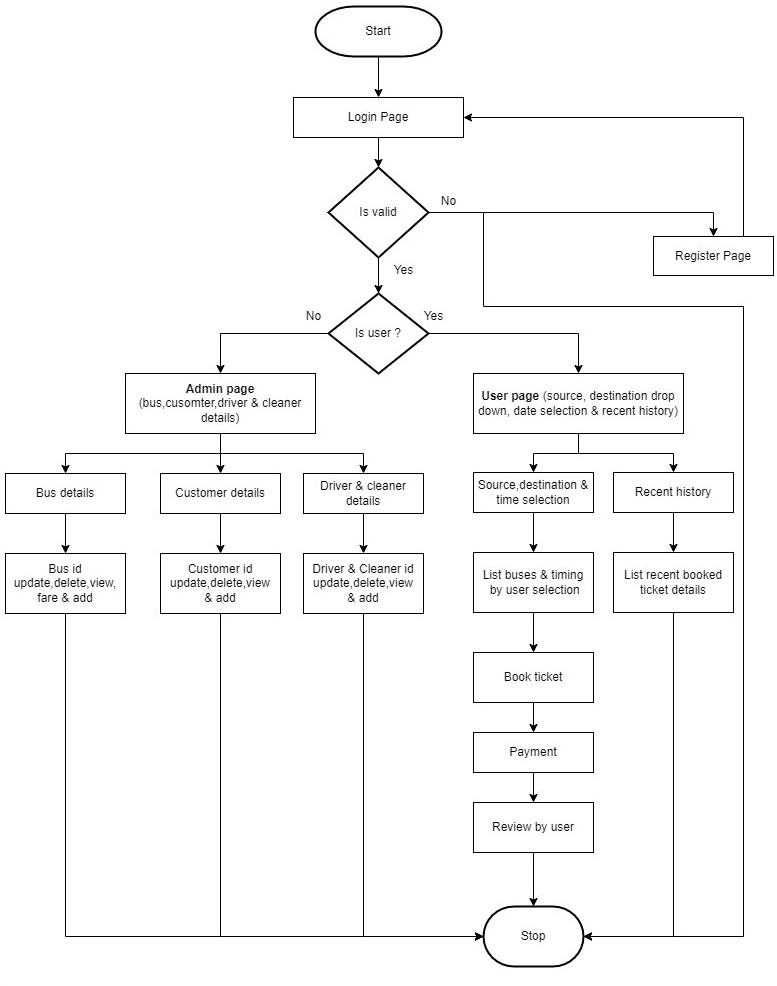 Start
Login Page
Is valid
No
Register Page
Yes
No
Is user ?
Yes
Admin page
(bus,cusomter,driver & cleaner
details)
User page (source, destination drop
down, date selection & recent history)
Bus details
Customer details
Driver & cleaner
details
Source,destination &
time selection
Recent history
Bus id
update,delete,view,
fare & add
Customer id
update,delete,view
& add
Driver & Cleaner id
update,delete,view
& add
List buses & timing
by user selection
List recent booked
ticket details
Book ticket
Payment
Review by user
Stop